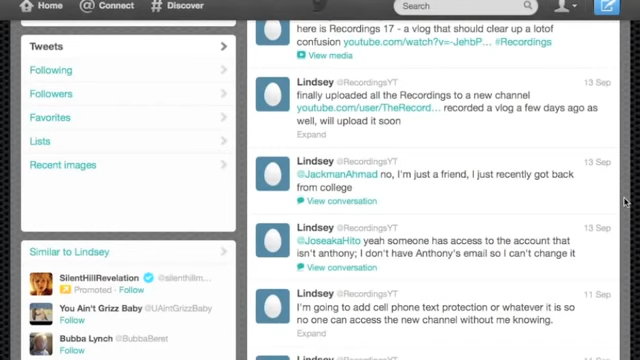 Home
Connect
Discover
Search
Tweets
Following
Followers
Favorites
Lists
Recent images
Similar to Lindsey
SilentHillRevelation @silenthillm...
Promoted · Follow
You Ain't Grizz Baby @UAintGrizzBaby
Follow
Bubba Lynch @BubbaBeret
Follow
here is Recordings 17 - a vlog that should clear up a lotof
confusion youtube.com/watch?v=-JehbP... #Recordings
View media
Lindsey @RecordingsYT 13 Sep
finally uploaded all the Recordings to a new channel
youtube.com/user/TheRecord... recorded a vlog a few days ago as
well, will upload it soon
Expand
Lindsey @RecordingsYT 13 Sep
@JackmanAhmad no, I'm just a friend, I just recently got back
from college
View conversation
Lindsey @RecordingsYT 13 Sep
@JoseakaHito yeah someone has access to the account that
isn't anthony; I don't have Anthony's email so I can't change it
View conversation
Lindsey @RecordingsYT 11 Sep
I'm going to add cell phone text protection or whatever it is so
no one can access the new channel without me knowing.
Expand
Lindsey @RecordingsYT 11 Sep